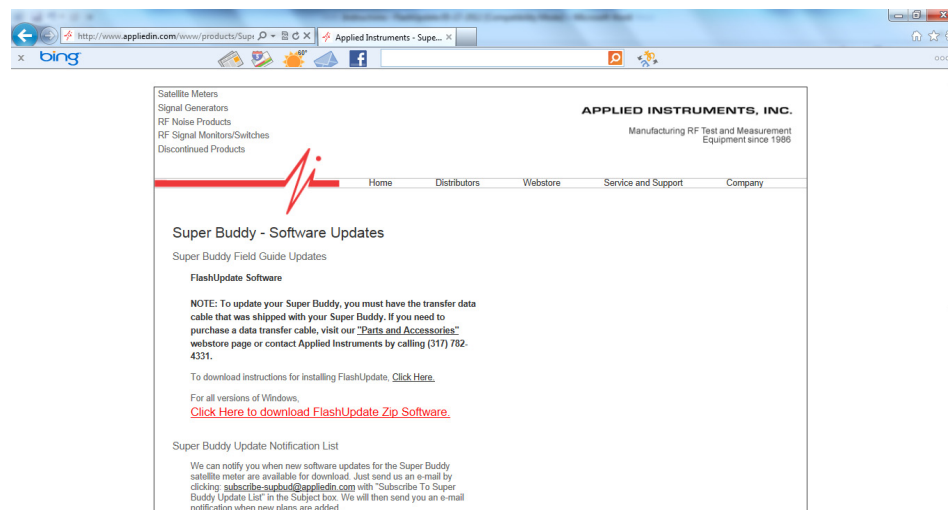 http://www.appliedin.com/www/products/Supe
Applied Instruments - Supe...
bing
60°
Satellite Meters
Signal Generators
RF Noise Products
RF Signal Monitors/Switches
Discontinued Products
APPLIED INSTRUMENTS, INC.
Manufacturing RF Test and Measurement
Equipment since 1986
Home Distributors Webstore Service and Support Company
Super Buddy - Software Updates
Super Buddy Field Guide Updates
FlashUpdate Software
NOTE: To update your Super Buddy, you must have the transfer data
cable that was shipped with your Super Buddy. If you need to
purchase a data transfer cable, visit our "Parts and Accessories"
webstore page or contact Applied Instruments by calling (317) 782-
4331.
To download instructions for installing FlashUpdate, Click Here.
For all versions of Windows,
Click Here to download FlashUpdate Zip Software.
Super Buddy Update Notification List
We can notify you when new software updates for the Super Buddy
satellite meter are available for download. Just send us an e-mail by
clicking: subscribe-supbud@appliedin.com with "Subscribe To Super
Buddy Update List" in the Subject box. We will then send you an e-mail
notification when new plans are added.